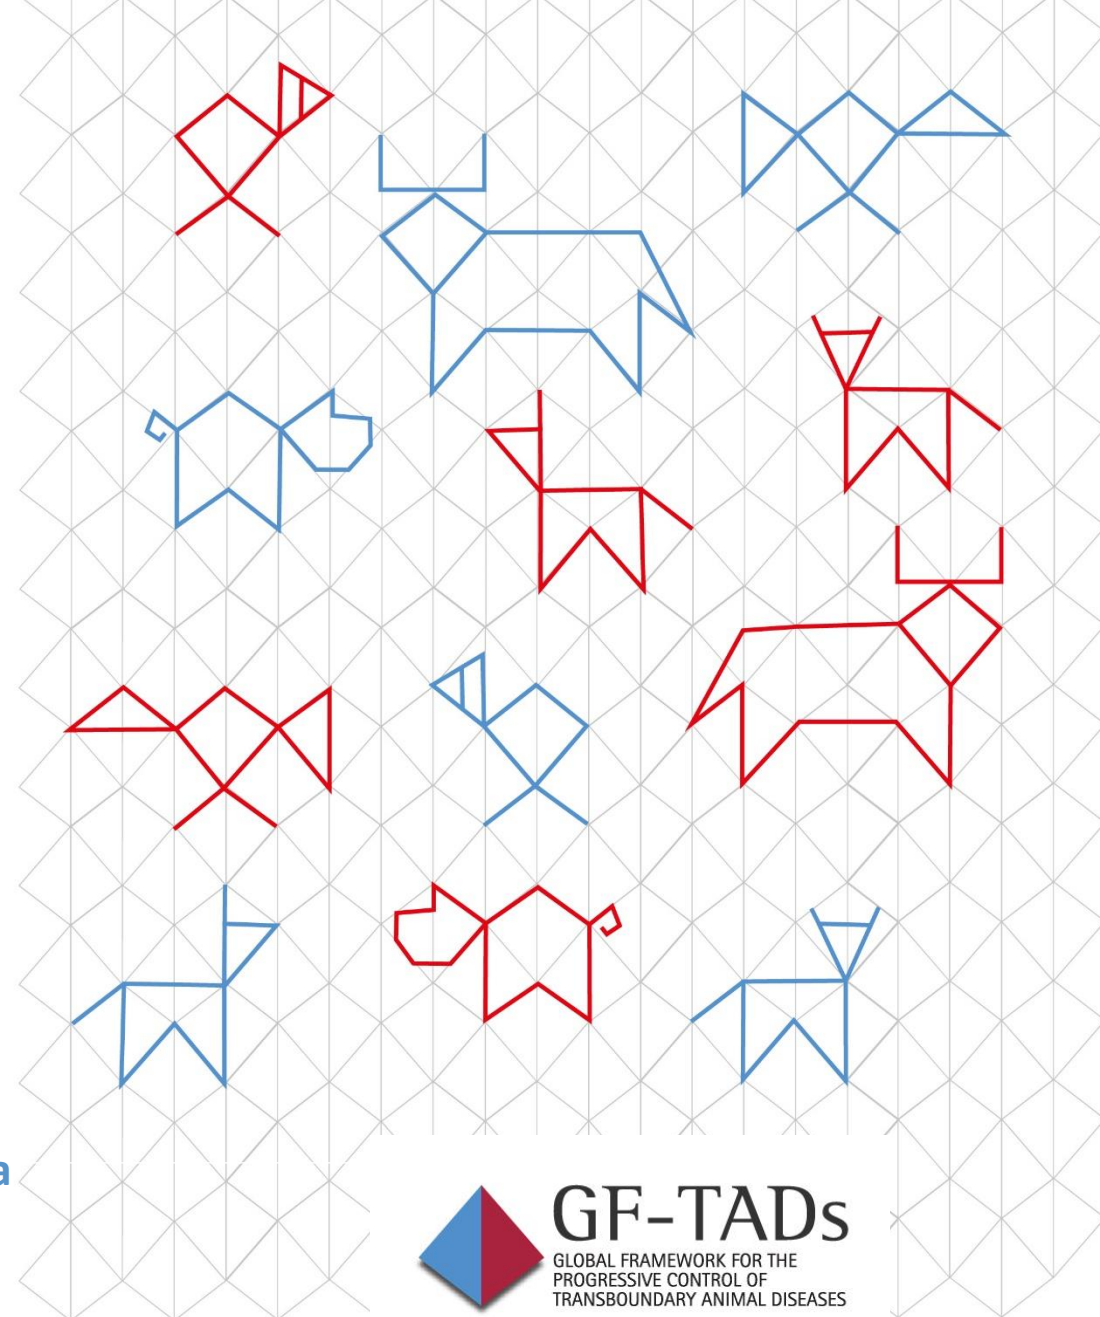 a
GF-TADs
GLOBAL FRAMEWORK FOR THE
PROGRESSIVE CONTROL OF
TRANSBOUNDARY ANIMAL DISEASES